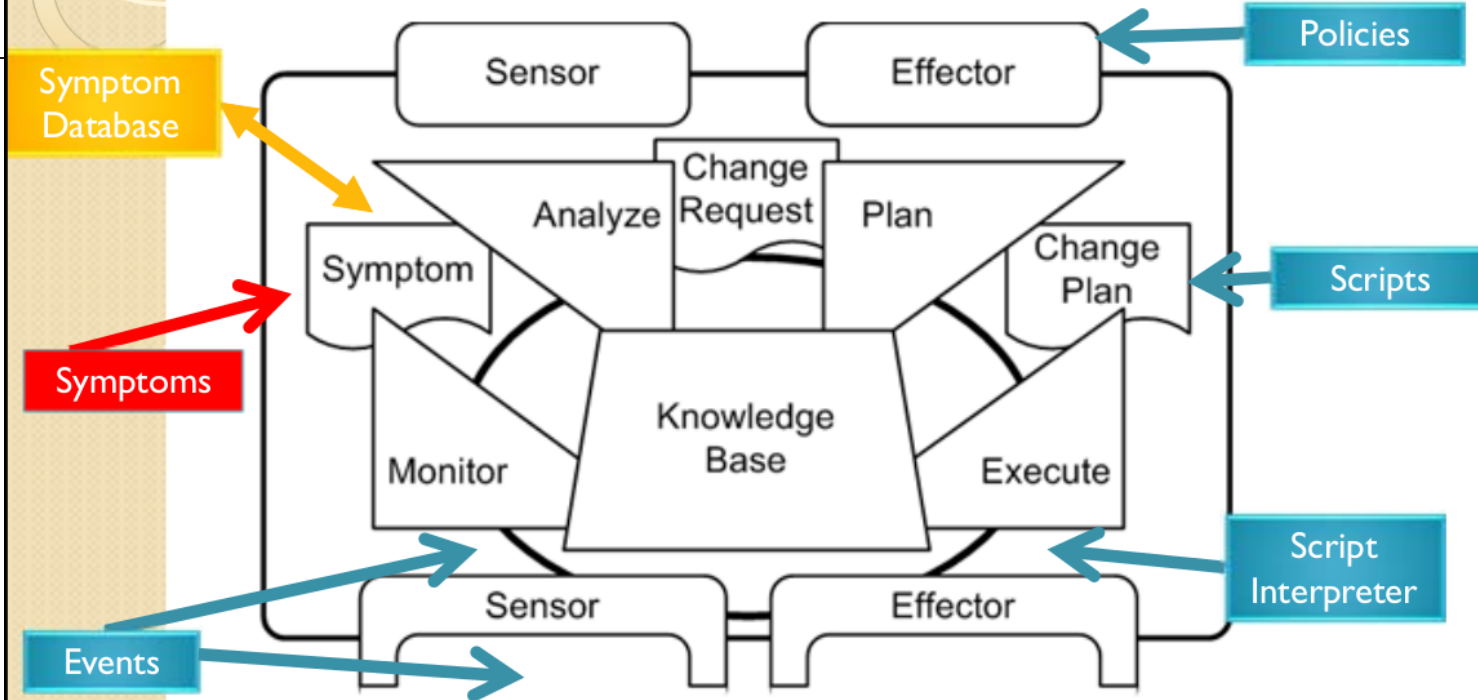 Policies
Sensor
Effector
Symptom
Database
Change
Request
Analyze
Plan
Symptom
Change
Plan
Scripts
Symptoms
Knowledge
Base
Monitor
Execute
Script
Interpreter
Sensor
Effector
Events